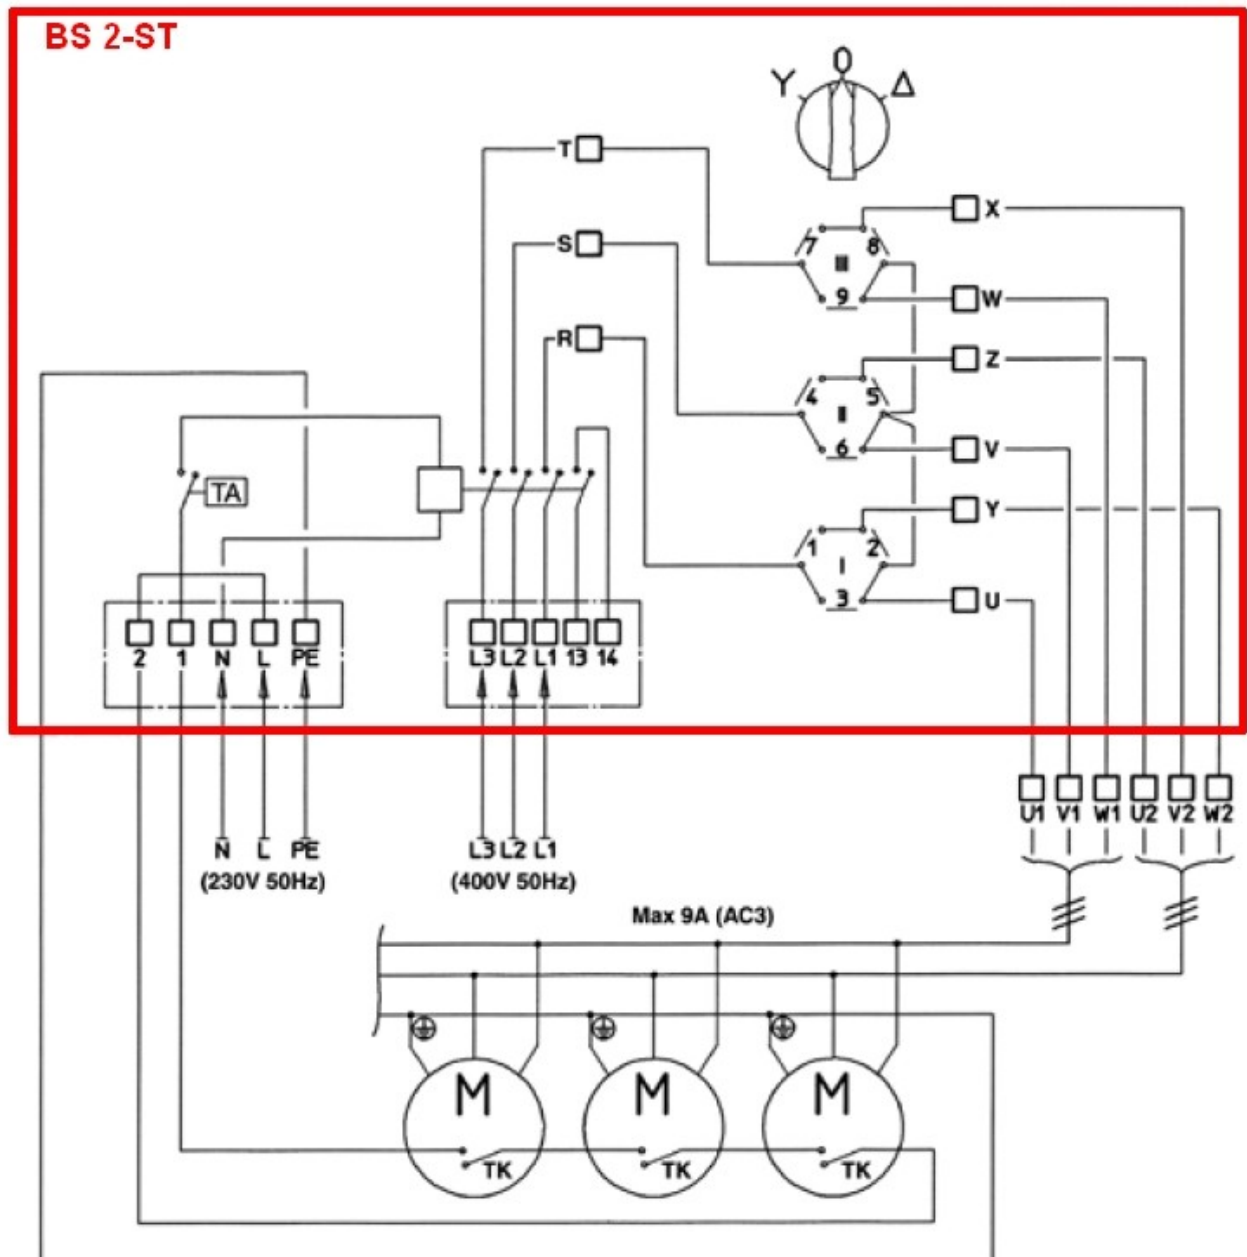 BS 2-ST
Y 0 Δ
T
X
7 8
III
S
9
W
R
Z
4 5
II
6
V
TA
Y
1 2
I
3
U
2 1 N L PE
L3 L2 L1 13 14
U1 V1 W1 U2 V2 W2
N L PE
L3 L2 L1
(230V 50Hz)
(400V 50Hz)
Max 9A (AC3)
M M M
TK TK TK